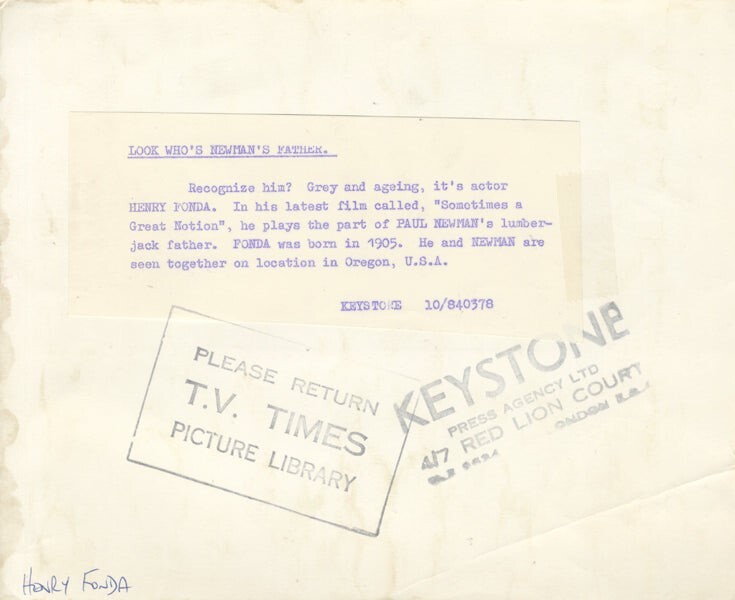 LOOK WHO'S NEWMAN'S FATHER.
Recognize him? Grey and ageing, it's actor
HENRY FONDA. In his latest film called, "Sometimes a
Great Notion", he plays the part of PAUL NEWMAN's lumber-
jack father. FONDA was born in 1905. He and NEWMAN are
seen together on location in Oregon, U.S.A.
KEYSTONE 10/840378
PLEASE RETURN
T.V. TIMES
PICTURE LIBRARY
KEYSTONE
PRESS AGENCY LTD
4/7 RED LION COURT
LONDON
HENRY FONDA